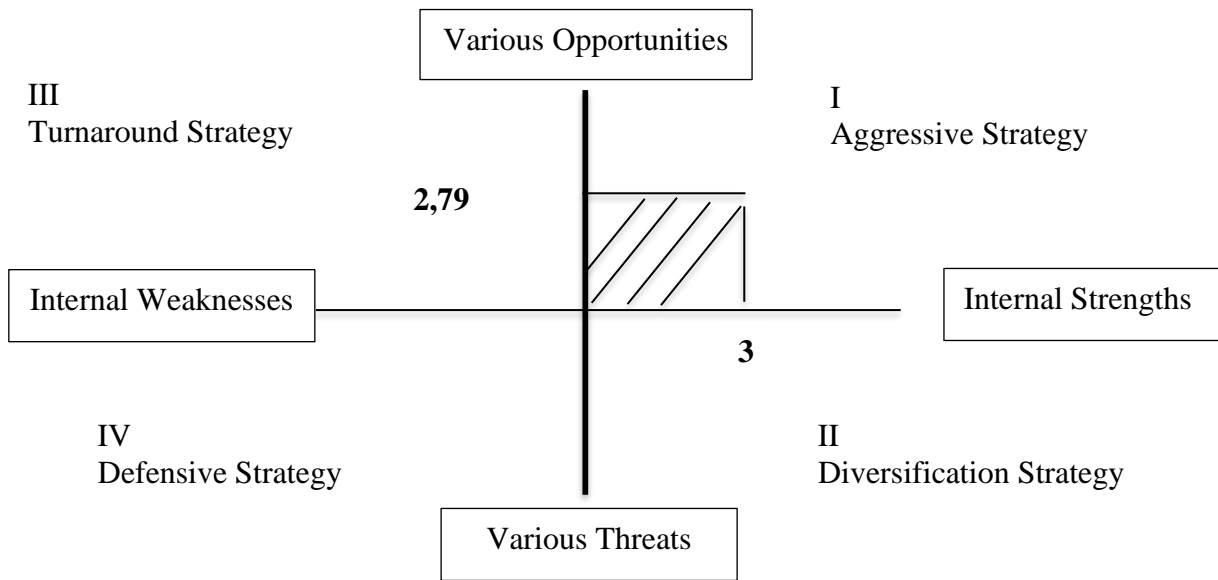 Various Opportunities
III
Turnaround Strategy
I
Aggressive Strategy
2,79
Internal Weaknesses
Internal Strengths
3
IV
Defensive Strategy
II
Diversification Strategy
Various Threats